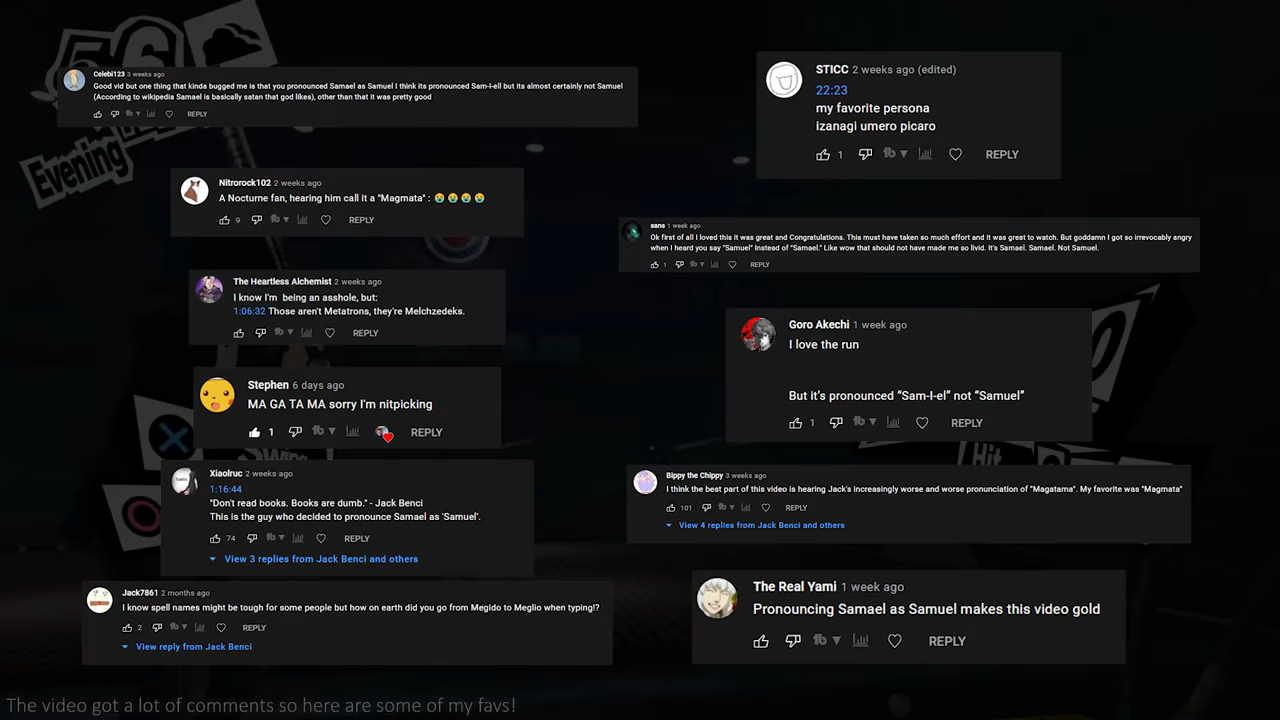 56
Evening
Celebi123 3 weeks ago
Good vid but one thing that kinda bugged me is that you pronounced Samael as Samuel I think its pronounced Sam-I-ell but its almost certainly not Samuel
(According to wikipedia Samael is basically satan that god likes), other than that it was pretty good
REPLY
Nitrorock102 2 weeks ago
A Nocturne fan, hearing him call it a "Magmata" : 😭 😭 😭 😭
9 REPLY
The Heartless Alchemist 2 weeks ago
I know I'm  being an asshole, but:
1:06:32 Those aren't Metatrons, they're Melchzedeks.
REPLY
Stephen 6 days ago
MA GA TA MA sorry I'm nitpicking
1 REPLY
Xiaolruc 2 weeks ago
1:16:44
"Don't read books. Books are dumb." - Jack Benci
This is the guy who decided to pronounce Samael as 'Samuel'.
74 REPLY
View 3 replies from Jack Benci and others
Jack7861 2 months ago
I know spell names might be tough for some people but how on earth did you go from Megido to Meglio when typing!?
2 REPLY
View reply from Jack Benci
STICC 2 weeks ago (edited)
22:23
my favorite persona
izanagi umero picaro
1 REPLY
sans 1 week ago
Ok first of all I loved this it was great and Congratulations. This must have taken so much effort and it was great to watch. But goddamn I got so irrevocably angry
when I heard you say "Samuel" Instead of "Samael." Like wow that should not have made me so livid. It's Samael. Samael. Not Samuel.
1 REPLY
Goro Akechi 1 week ago
I love the run
But it's pronounced “Sam-I-el” not “Samuel”
1 REPLY
Hit
Bippy the Chippy 3 weeks ago
I think the best part of this video is hearing Jack's increasingly worse and worse pronunciation of "Magatama". My favorite was "Magmata"
101 REPLY
View 4 replies from Jack Benci and others
The Real Yami 1 week ago
Pronouncing Samael as Samuel makes this video gold
REPLY
The video got a lot of comments so here are some of my favs!